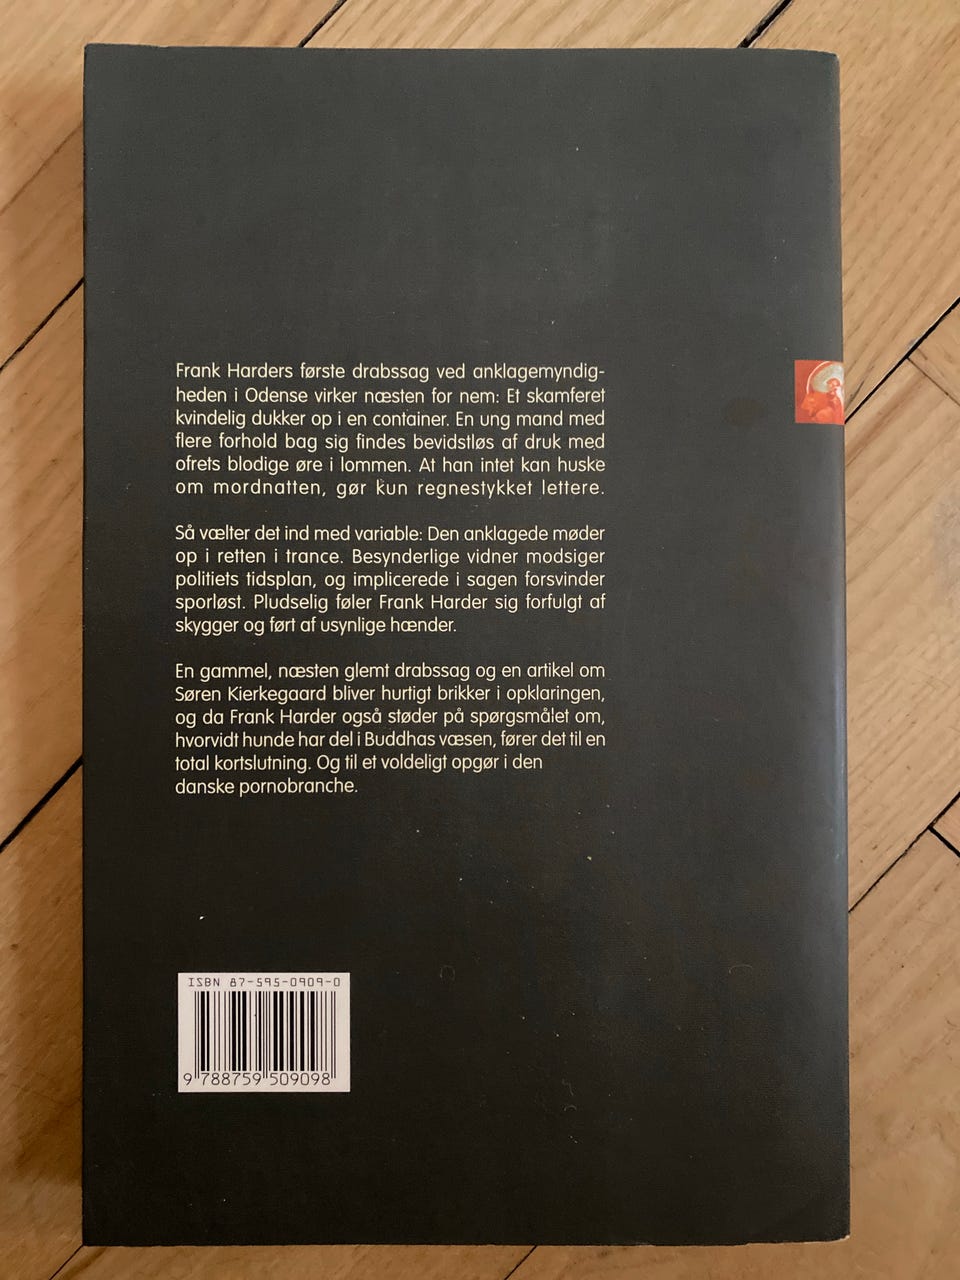 Frank Harders første drabssag ved anklagemyndig-
heden i Odense virker næsten for nem: Et skamferet
kvindelig dukker op i en container. En ung mand med
flere forhold bag sig findes bevidstløs af druk med
ofrets blodige øre i lommen. At han intet kan huske
om mordnatten, gør kun regnestykket lettere.
Så vælter det ind med variable: Den anklagede møder
op i retten i trance. Besynderlige vidner modsiger
politiets tidsplan, og implicerede i sagen forsvinder
sporløst. Pludselig føler Frank Harder sig forfulgt af
skygger og ført af usynlige hænder.
En gammel, næsten glemt drabssag og en artikel om
Søren Kierkegaard bliver hurtigt brikker i opklaringen,
og da Frank Harder også støder på spørgsmålet om,
hvorvidt hunde har del i Buddhas væsen, fører det til en
total kortslutning. Og til et voldeligt opgør i den
danske pornobranche.
ISBN 87-595-0909-0
9 788759 509098